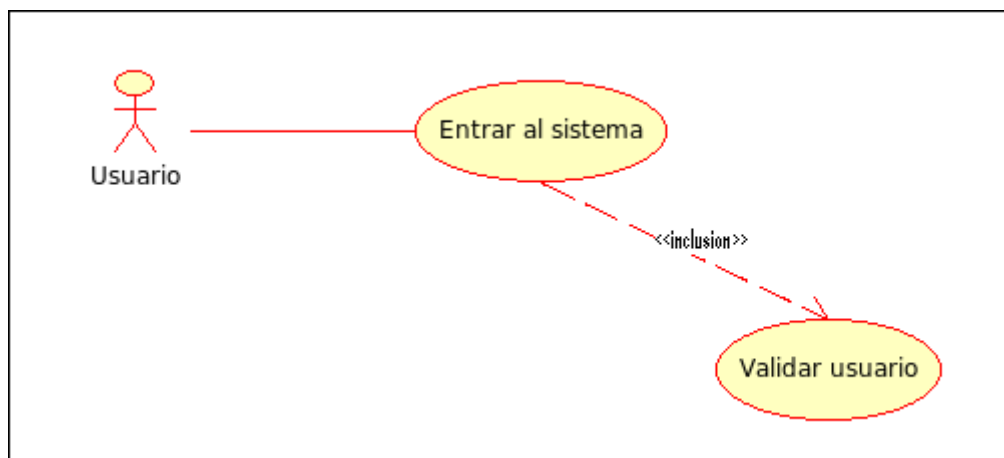 Entrar al sistema
Usuario
<<inclusion>>
Validar usuario